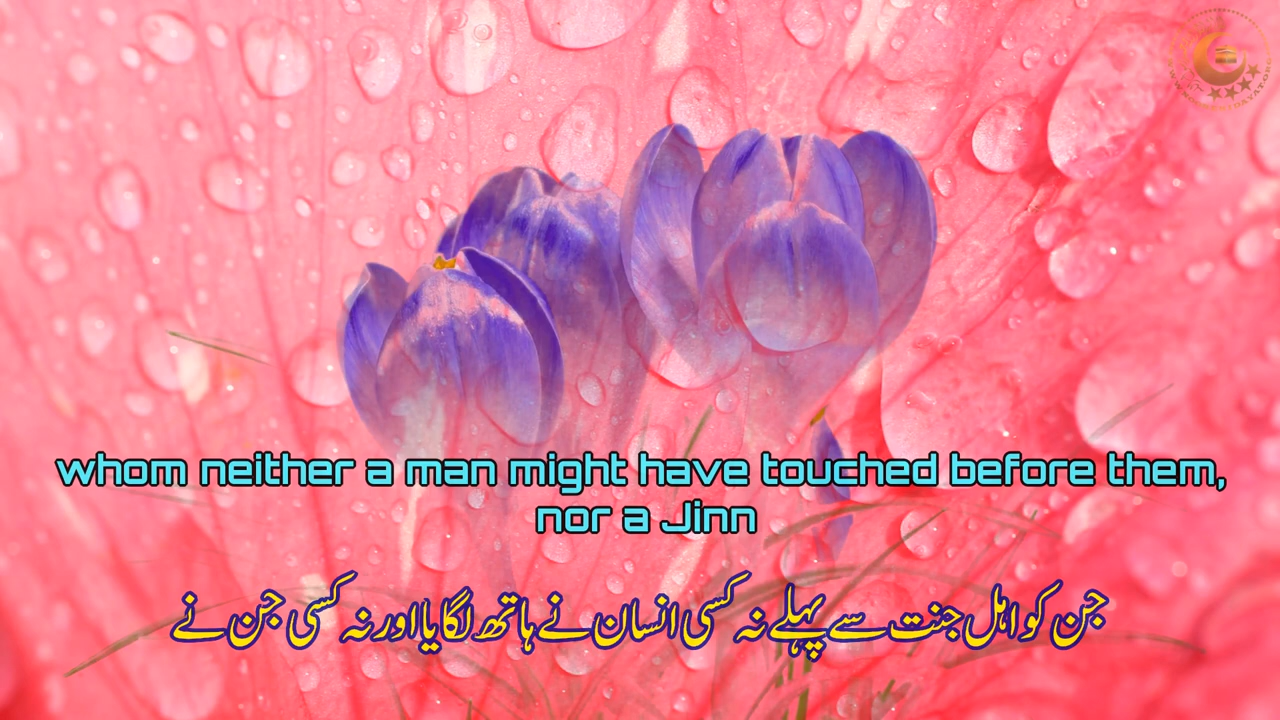 whom neither a man might have touched before them,
nor a Jinn
جن کو اہل جنت سے پہلے نہ کسی انسان نے ہاتھ لگایا اور نہ کسی جن نے